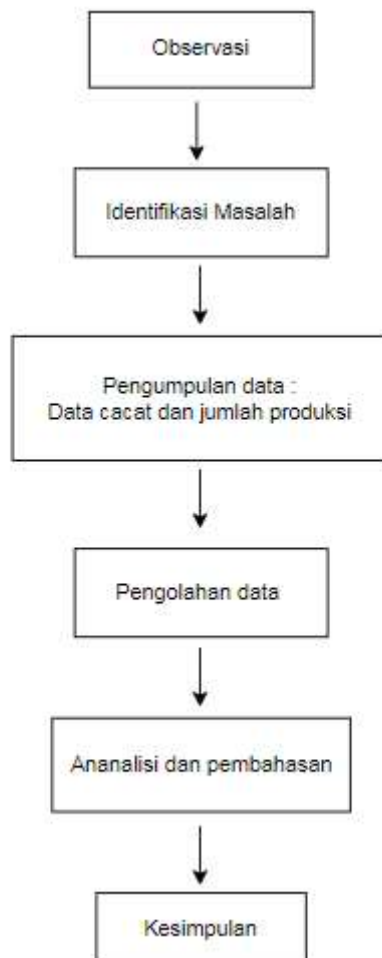 Observasi
Identifikasi Masalah
Pengumpulan data :
Data cacat dan jumlah produksi
Pengolahan data
Ananalisi dan pembahasan
Kesimpulan